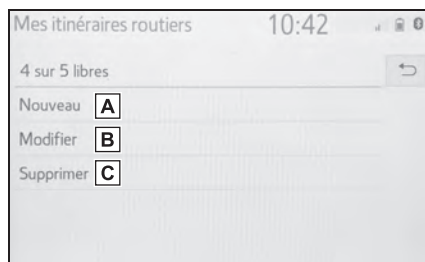 Mes itinéraires routiers 10:42
4 sur 5 libres
Nouveau A
Modifier B
Supprimer C